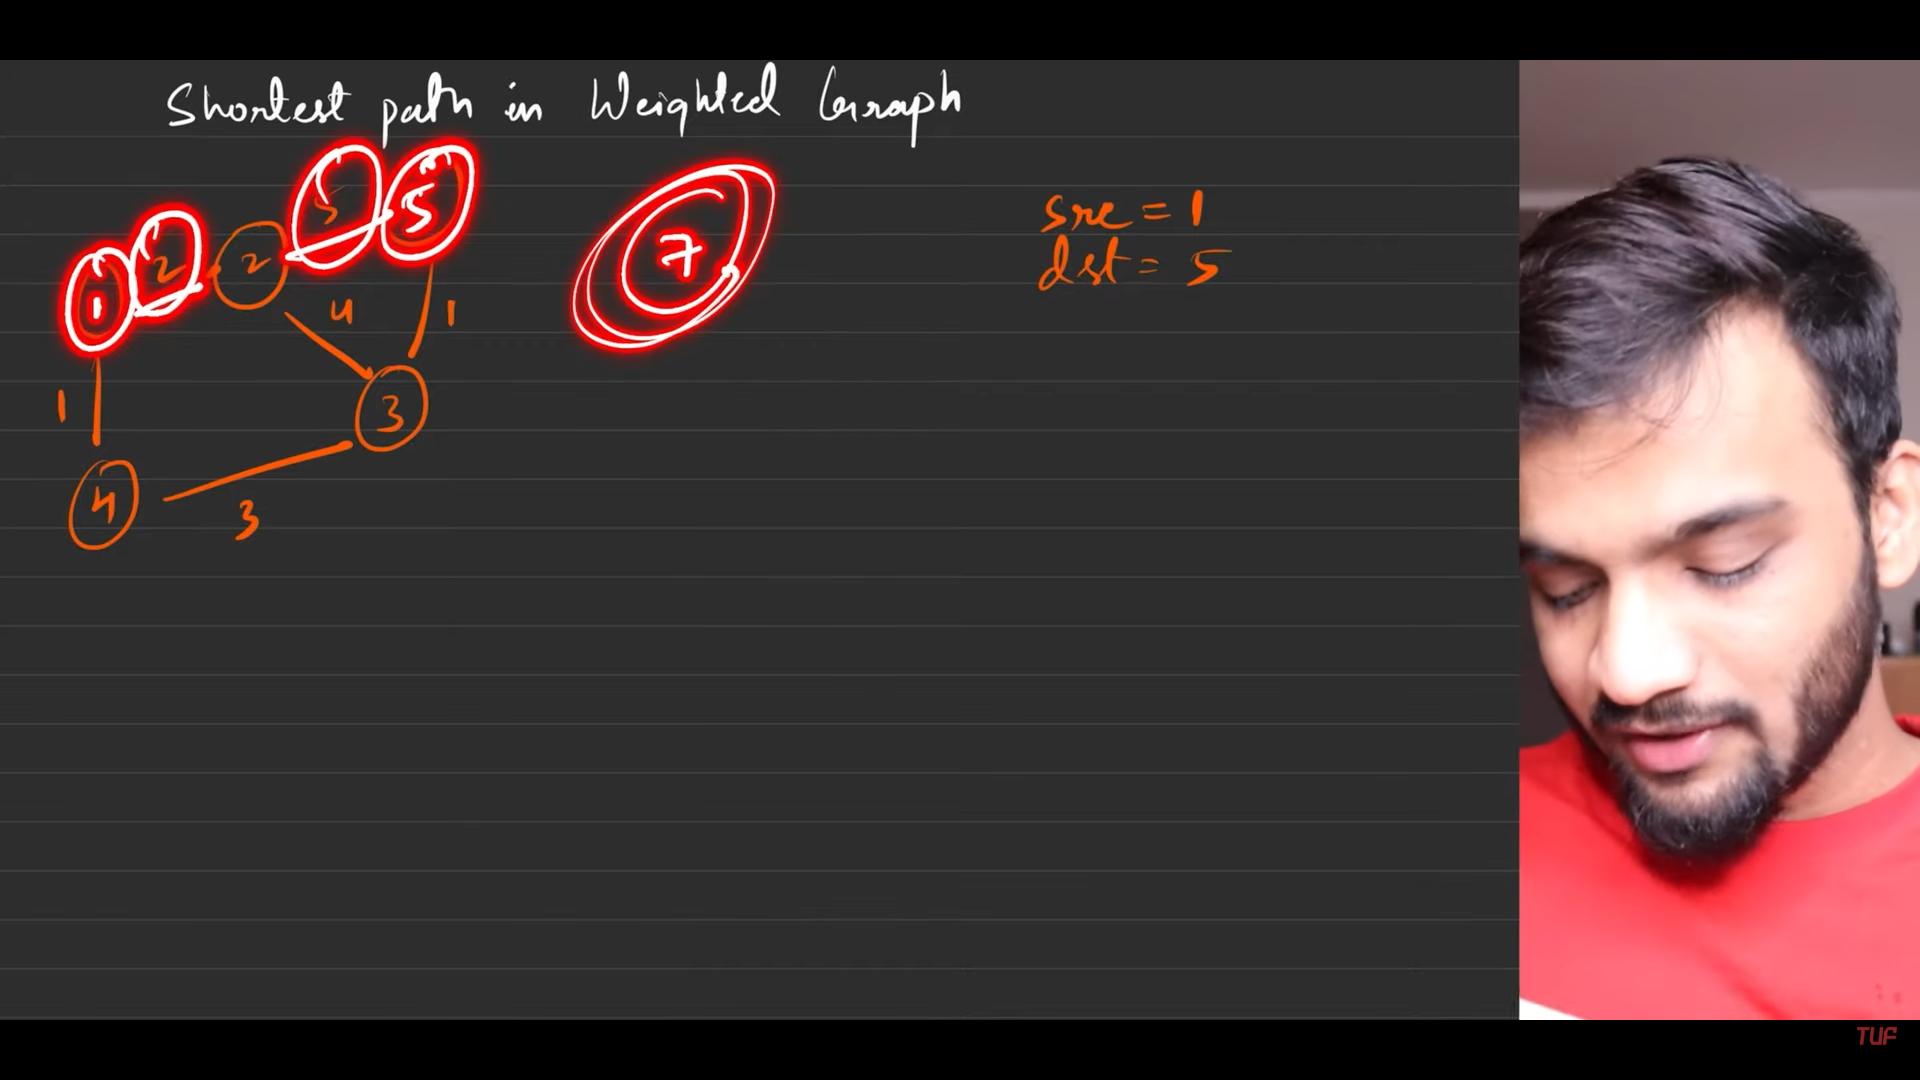 Shortest path in Weighted Graph
src = 1
dst = 5
5 5
7
1 2 2
4 1
1
3
4
3
TUF